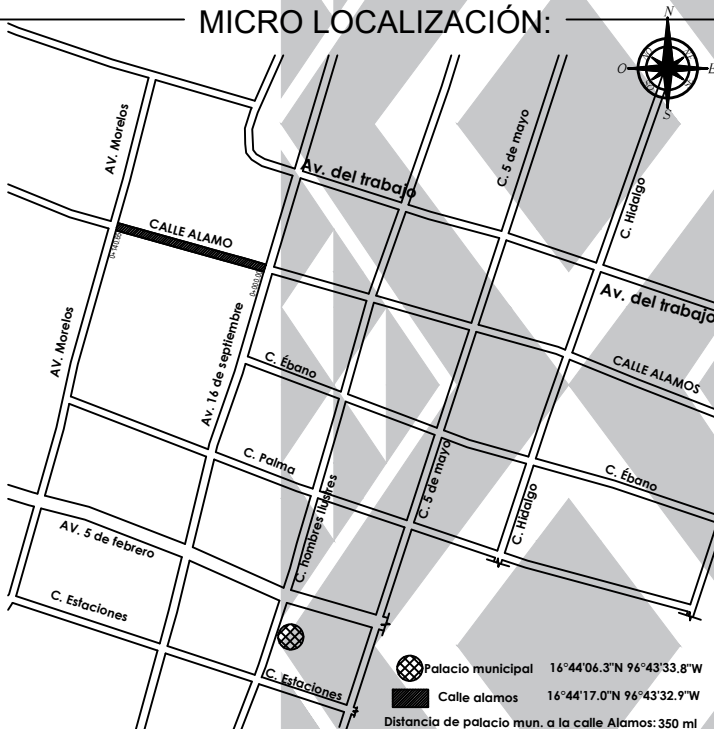 MICRO LOCALIZACIÓN:
N
O
E
S
AV. Morelos
C. 5 de mayo
Av. del trabajo
C. Hidalgo
CALLE ALAMO
0+000.00
Av. del trabajo
AV. Morelos
Av. 16 de septiembre
C. Ébano
CALLE ALAMOS
C. Palma
C. Ébano
C. 5 de mayo
C. hombres Ilustres
C. Hidalgo
AV. 5 de febrero
C. Estaciones
C. Estaciones
Palacio municipal 16°44'06.3"N 96°43'33.8"W
Calle alamos 16°44'17.0"N 96°43'32.9"W
Distancia de palacio mun. a la calle Alamos: 350 ml